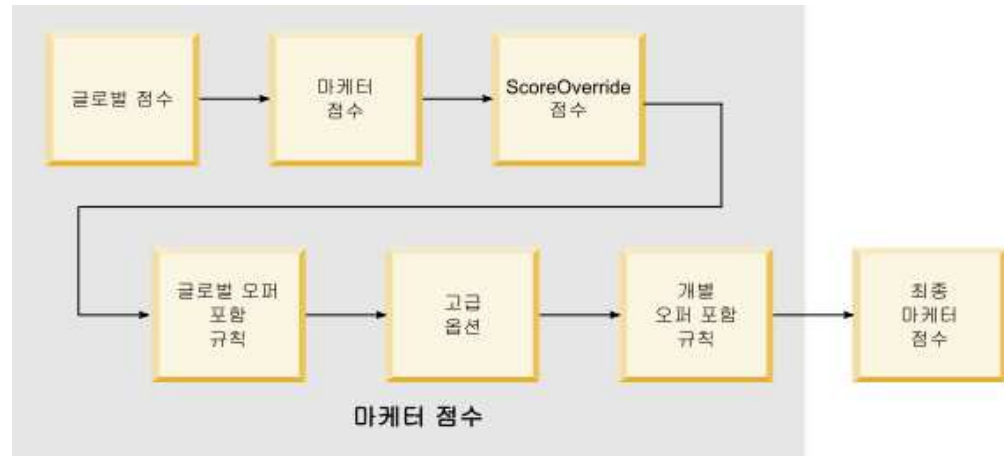 글로벌 점수
마케터
점수
ScoreOverride
점수
글로벌 오퍼
포함
규칙
고급
옵션
개별
오퍼 포함
규칙
최종
마케터
점수
마케터 점수